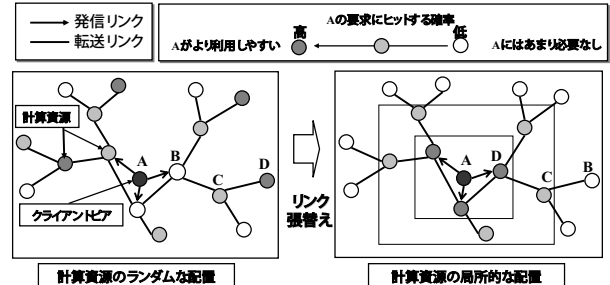 発信リンク
転送リンク
Aの要求にヒットする確率
Aがより利用しやすい 高 低 Aにはあまり必要なし
計算資源
A
B
D
C
クライアントピア
リンク
張替え
A
D
B
C
計算資源のランダムな配置
計算資源の局所的な配置